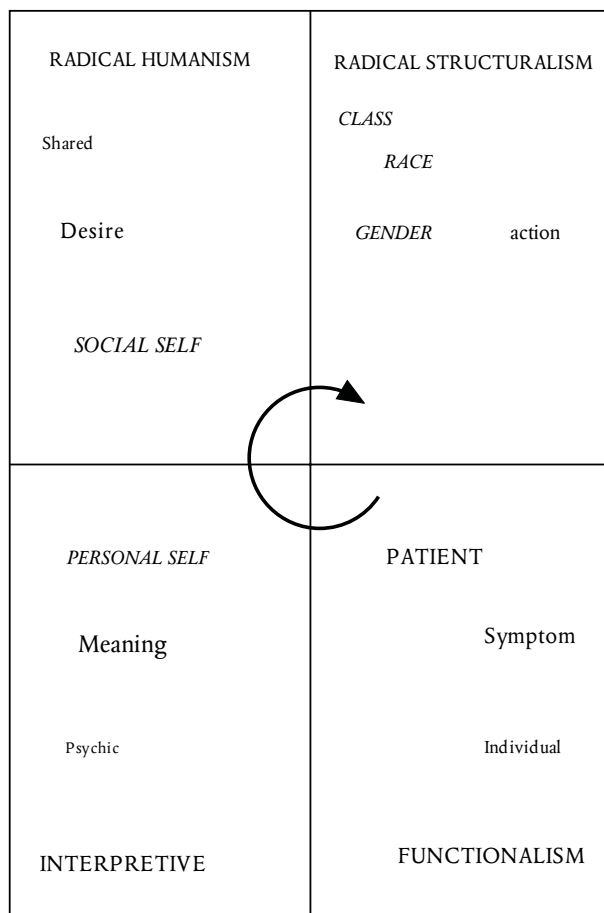 RADICAL HUMANISM
Shared
Desire
SOCIAL SELF
RADICAL STRUCTURALISM
CLASS
RACE
GENDER action
PERSONAL SELF
Meaning
Psychic
INTERPRETIVE
PATIENT
Symptom
Individual
FUNCTIONALISM